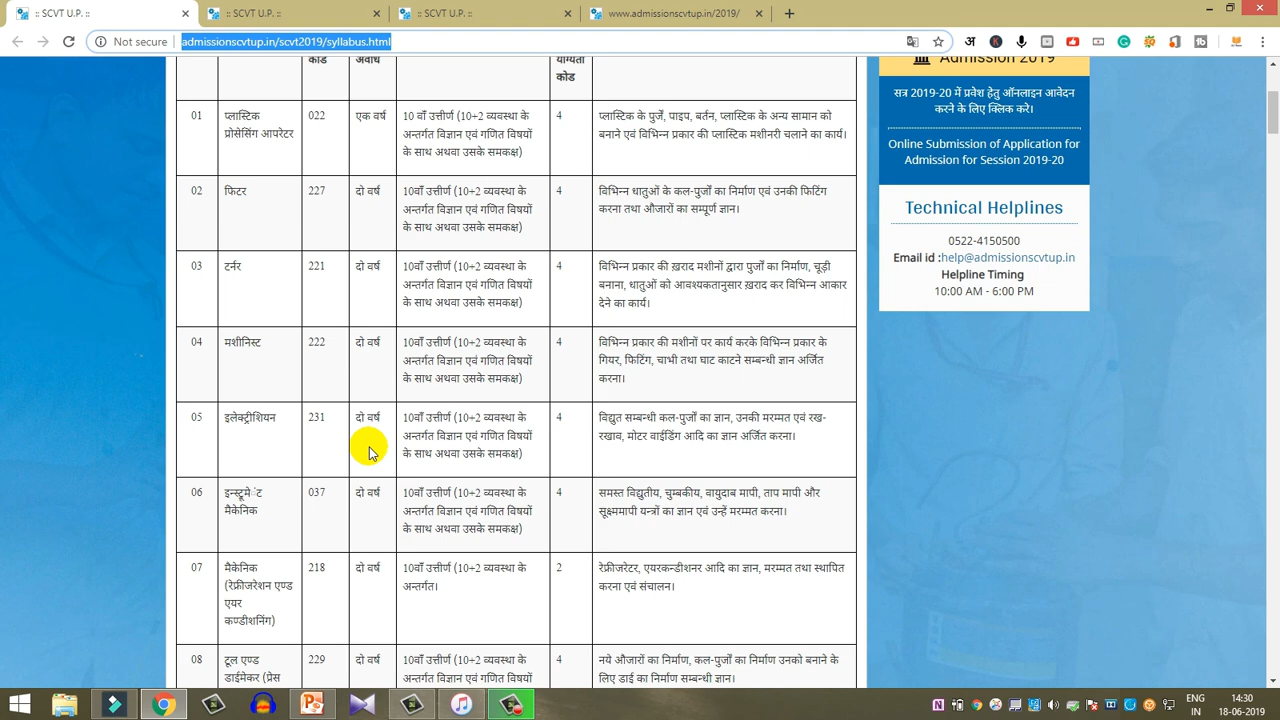 :: SCVT U.P. ::
:: SCVT U.P. ::
:: SCVT U.P. ::
www.admissionscvtup.in/2019/
Not secure
admissionscvtup.in/scvt2019/syllabus.html
कोड
अवधि
योग्यता
कोड
01
प्लास्टिक
प्रोसेसिंग आपरेटर
022
एक वर्ष
10 वाँ उत्तीर्ण (10+2 व्यवस्था के
अन्तर्गत विज्ञान एवं गणित विषयों
के साथ अथवा उसके समकक्ष)
4
प्लास्टिक के पुर्जे, पाइप, बर्तन, प्लास्टिक के अन्य सामान को
बनाने एवं विभिन्न प्रकार की प्लास्टिक मशीनरी चलाने का कार्य।
02
फिटर
227
दो वर्ष
10वाँ उत्तीर्ण (10+2 व्यवस्था के
अन्तर्गत विज्ञान एवं गणित विषयों
के साथ अथवा उसके समकक्ष)
4
विभिन्न धातुओं के कल-पुर्जो का निर्माण एवं उनकी फिटिंग
करना तथा औजारों का सम्पूर्ण ज्ञान।
03
टर्नर
221
दो वर्ष
10वाँ उत्तीर्ण (10+2 व्यवस्था के
अन्तर्गत विज्ञान एवं गणित विषयों
के साथ अथवा उसके समकक्ष)
4
विभिन्न प्रकार की ख़राद मशीनों द्वारा पुर्जो का निर्माण, चूड़ी
बनाना, धातुओं को आवश्यकतानुसार ख़राद कर विभिन्न आकार
देने का कार्य।
04
मशीनिस्ट
222
दो वर्ष
10वाँ उत्तीर्ण (10+2 व्यवस्था के
अन्तर्गत विज्ञान एवं गणित विषयों
के साथ अथवा उसके समकक्ष)
4
विभिन्न प्रकार की मशीनों पर कार्य करके विभिन्न प्रकार के
गियर, फिटिंग, चाभी तथा घाट काटने सम्बन्धी ज्ञान अर्जित
करना।
05
इलेक्ट्रीशियन
231
दो वर्ष
10वाँ उत्तीर्ण (10+2 व्यवस्था के
अन्तर्गत विज्ञान एवं गणित विषयों
के साथ अथवा उसके समकक्ष)
4
विद्युत सम्बन्धी कल-पुर्जो का ज्ञान, उनकी मरम्मत एवं रख-
रखाव, मोटर वाईडिंग आदि का ज्ञान अर्जित करना।
06
इन्स्ट्रूमेंट
मैकेनिक
037
दो वर्ष
10वाँ उत्तीर्ण (10+2 व्यवस्था के
अन्तर्गत विज्ञान एवं गणित विषयों
के साथ अथवा उसके समकक्ष)
4
समस्त विद्युतीय, चुम्बकीय, वायुदाब मापी, ताप मापी और
सूक्ष्ममापी यन्त्रों का ज्ञान एवं उन्हें मरम्मत करना।
07
मैकेनिक
(रेफ्रीजरेशन एण्ड
एयर
कण्डीशनिंग)
218
दो वर्ष
10वाँ उत्तीर्ण (10+2 व्यवस्था के
अन्तर्गत।
2
रेफ्रीजरेटर, एयरकन्डीशनर आदि का ज्ञान, मरम्मत तथा स्थापित
करना एवं संचालन।
08
टूल एण्ड
डाईमेकर (प्रेस
229
दो वर्ष
10वाँ उत्तीर्ण (10+2 व्यवस्था के
अन्तर्गत विज्ञान एवं गणित विषयों
4
नये औजारों का निर्माण, कल-पुर्जो का निर्माण उनको बनाने के
लिए डाई का निर्माण सम्बन्धी ज्ञान।
Admission 2019
सत्र 2019-20 में प्रवेश हेतु ऑनलाइन आवेदन
करने के लिए क्लिक करे।
Online Submission of Application for
Admission for Session 2019-20
Technical Helplines
0522-4150500
Email id :help@admissionscvtup.in
Helpline Timing
10:00 AM - 6:00 PM
ENG
IN
14:30
18-06-2019